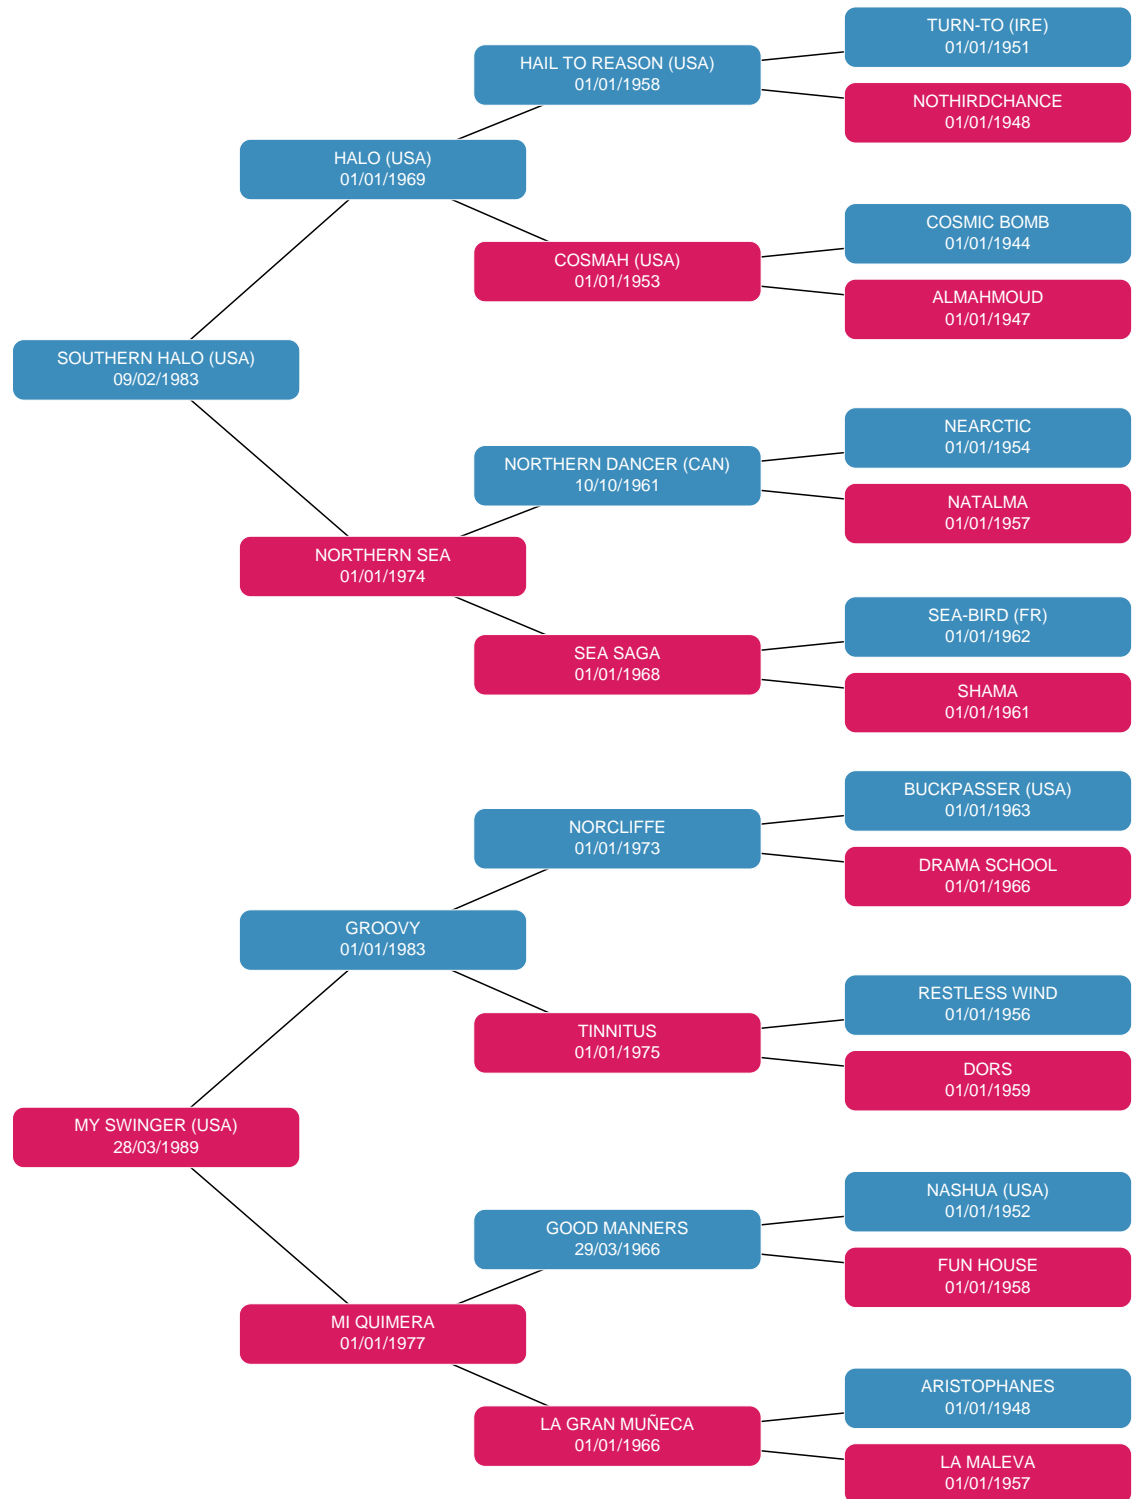 TURN-TO (IRE)
01/01/1951
HAIL TO REASON (USA)
01/01/1958
NOTHIRDCHANCE
01/01/1948
HALO (USA)
01/01/1969
COSMIC BOMB
01/01/1944
COSMAH (USA)
01/01/1953
ALMAHMOUD
01/01/1947
SOUTHERN HALO (USA)
09/02/1983
NEARCTIC
01/01/1954
NORTHERN DANCER (CAN)
10/10/1961
NATALMA
01/01/1957
NORTHERN SEA
01/01/1974
SEA-BIRD (FR)
01/01/1962
SEA SAGA
01/01/1968
SHAMA
01/01/1961
BUCKPASSER (USA)
01/01/1963
NORCLIFFE
01/01/1973
DRAMA SCHOOL
01/01/1966
GROOVY
01/01/1983
RESTLESS WIND
01/01/1956
TINNITUS
01/01/1975
DORS
01/01/1959
MY SWINGER (USA)
28/03/1989
NASHUA (USA)
01/01/1952
GOOD MANNERS
29/03/1966
FUN HOUSE
01/01/1958
MI QUIMERA
01/01/1977
ARISTOPHANES
01/01/1948
LA GRAN MUÑECA
01/01/1966
LA MALEVA
01/01/1957